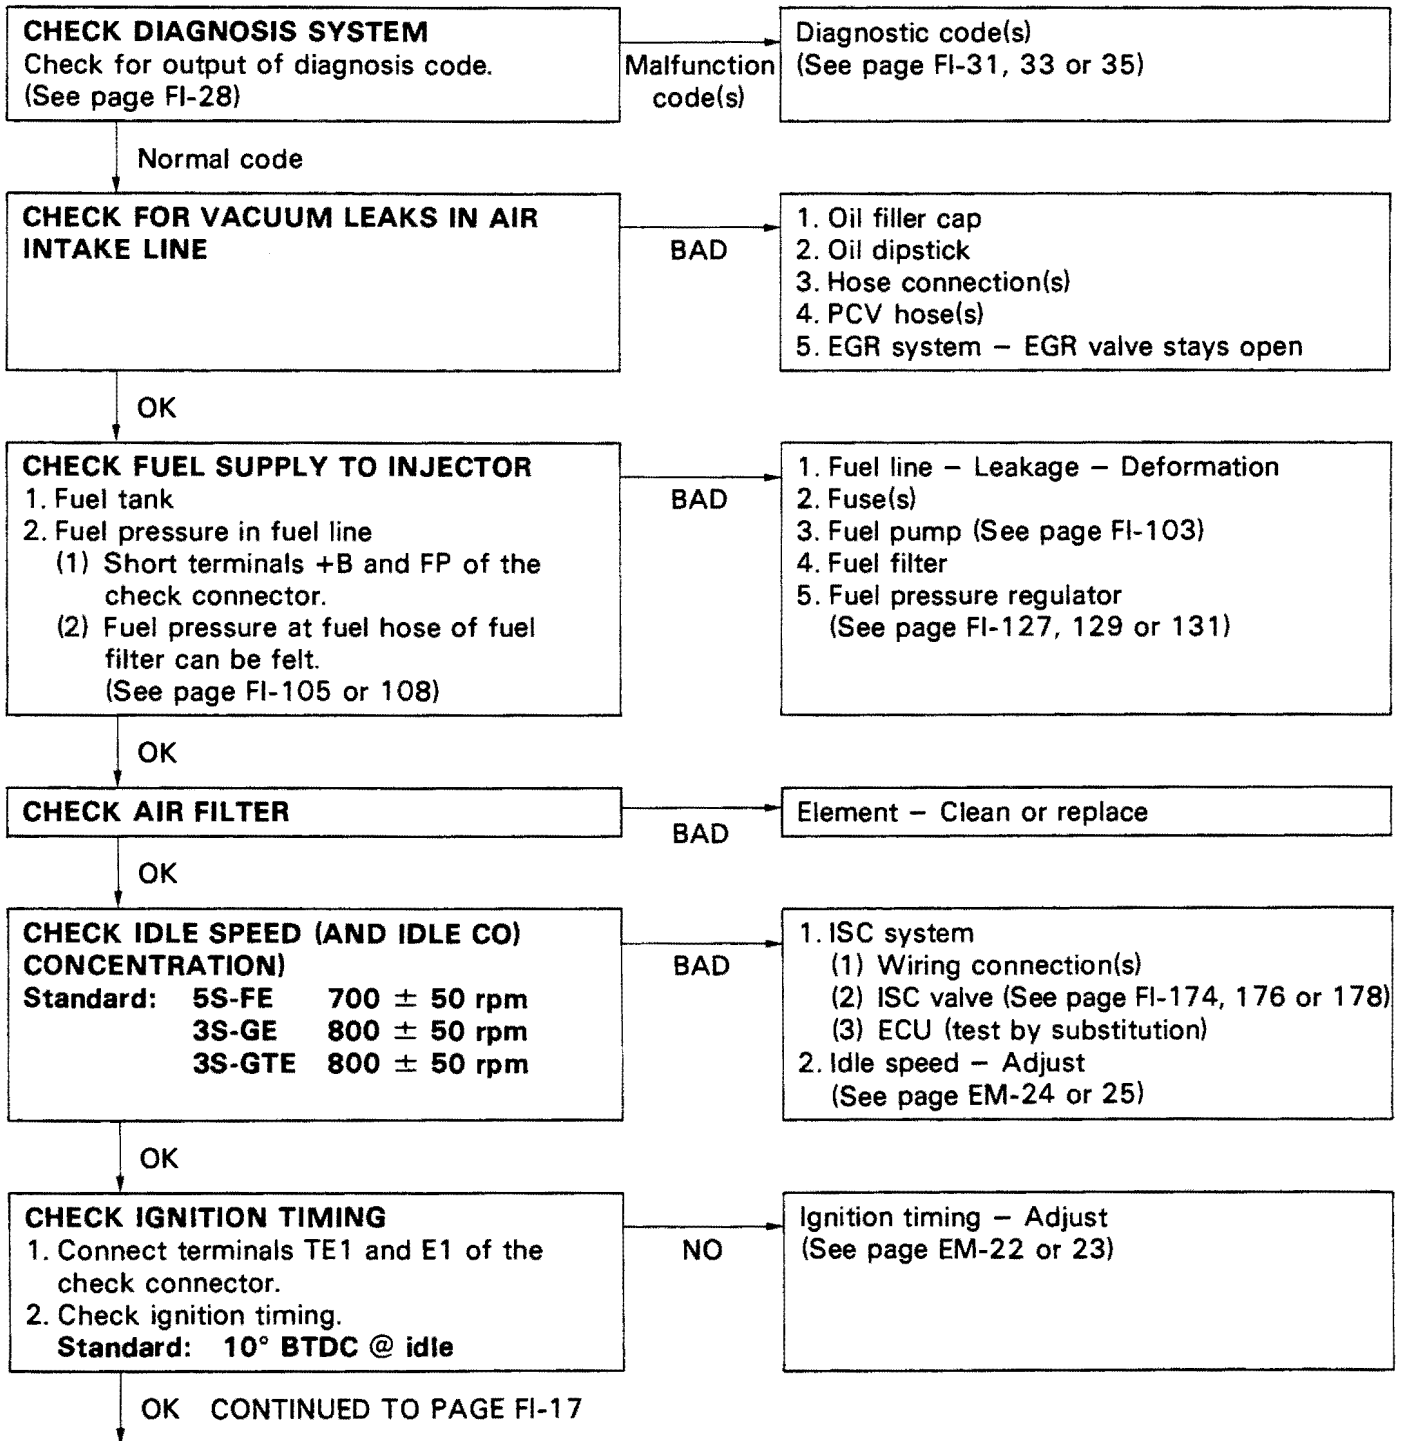 CHECK DIAGNOSIS SYSTEM
Check for output of diagnosis code.
(See page FI-28)
Malfunction
code(s)
Diagnostic code(s)
(See page FI-31, 33 or 35)
Normal code
CHECK FOR VACUUM LEAKS IN AIR
INTAKE LINE
BAD
1. Oil filler cap
2. Oil dipstick
3. Hose connection(s)
4. PCV hose(s)
5. EGR system – EGR valve stays open
OK
CHECK FUEL SUPPLY TO INJECTOR
1. Fuel tank
2. Fuel pressure in fuel line
(1) Short terminals +B and FP of the
check connector.
(2) Fuel pressure at fuel hose of fuel
filter can be felt.
(See page FI-105 or 108)
BAD
1. Fuel line – Leakage – Deformation
2. Fuse(s)
3. Fuel pump (See page FI-103)
4. Fuel filter
5. Fuel pressure regulator
(See page FI-127, 129 or 131)
OK
CHECK AIR FILTER
BAD
Element – Clean or replace
OK
CHECK IDLE SPEED (AND IDLE CO)
CONCENTRATION)
Standard: 5S-FE 700 ± 50 rpm
3S-GE 800 ± 50 rpm
3S-GTE 800 ± 50 rpm
BAD
1. ISC system
(1) Wiring connection(s)
(2) ISC valve (See page FI-174, 176 or 178)
(3) ECU (test by substitution)
2. Idle speed – Adjust
(See page EM-24 or 25)
OK
CHECK IGNITION TIMING
1. Connect terminals TE1 and E1 of the
check connector.
2. Check ignition timing.
Standard: 10° BTDC @ idle
NO
Ignition timing – Adjust
(See page EM-22 or 23)
OK CONTINUED TO PAGE FI-17